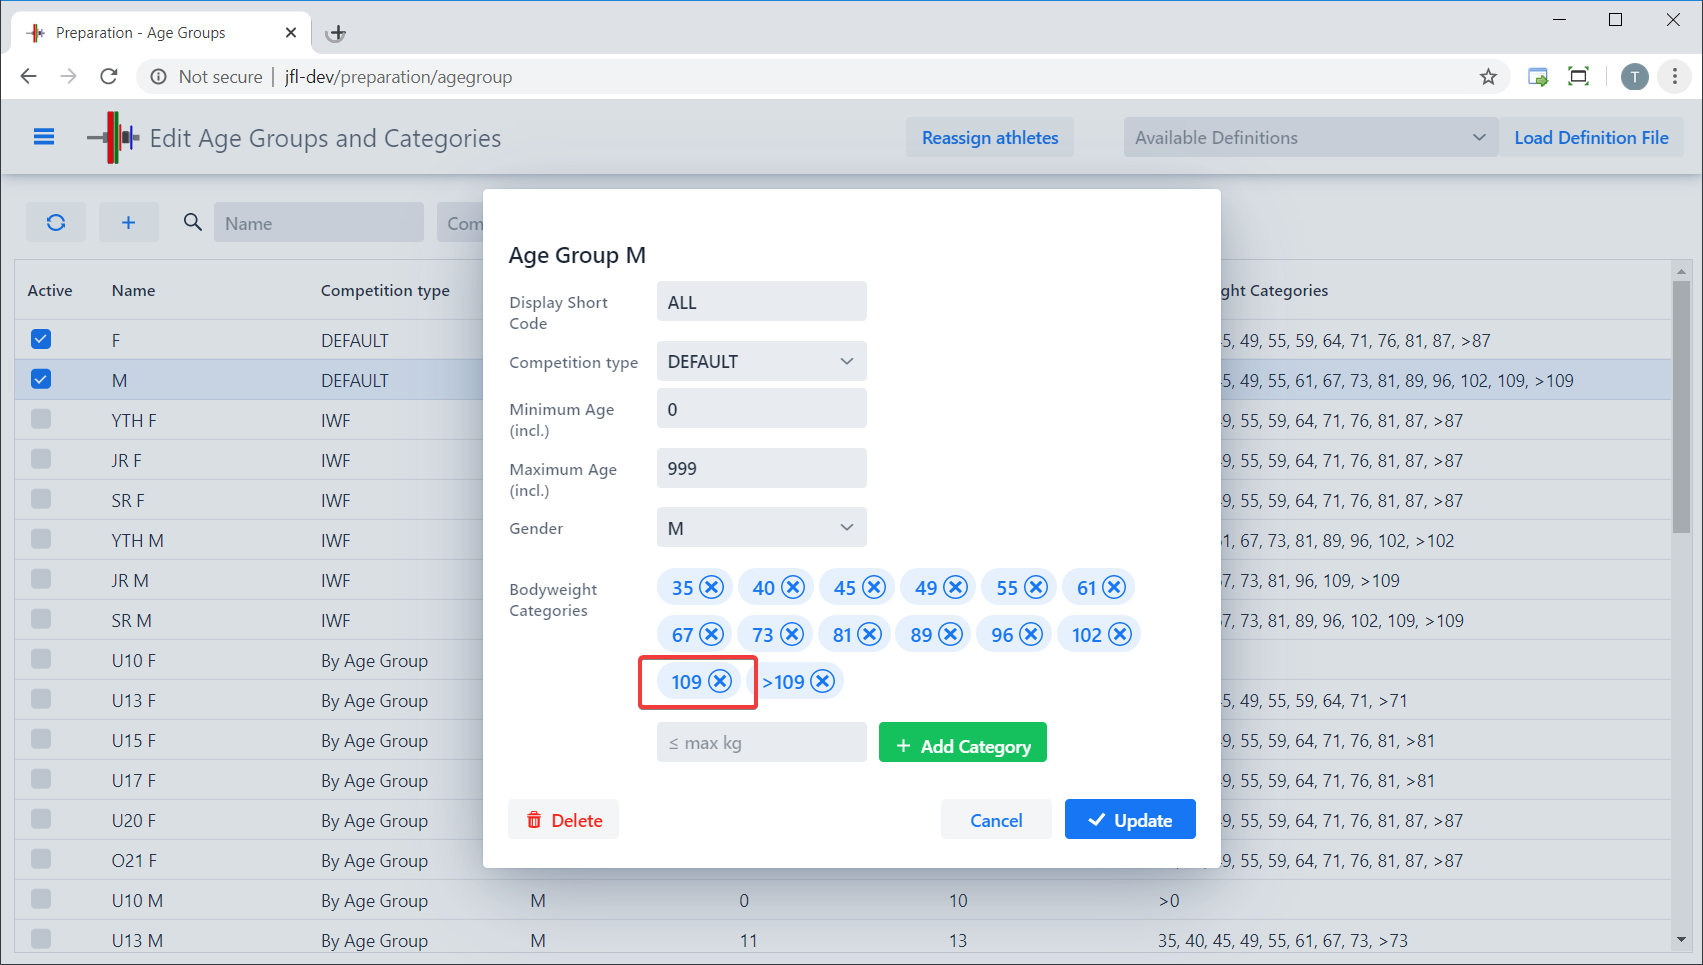 Preparation - Age Groups
Not secure | jfl-dev/preparation/agegroup
T
Edit Age Groups and Categories
Reassign athletes
Available Definitions
Load Definition File
Name
Com
Active Name Competition type ght Categories
F DEFAULT 5, 49, 55, 59, 64, 71, 76, 81, 87, >87
M DEFAULT 5, 49, 55, 61, 67, 73, 81, 89, 96, 102, 109, >109
YTH F IWF 9, 55, 59, 64, 71, 76, 81, 87, >87
JR F IWF 9, 55, 59, 64, 71, 76, 81, 87, >87
SR F IWF 9, 55, 59, 64, 71, 76, 81, 87, >87
YTH M IWF 1, 67, 73, 81, 89, 96, 102, >102
JR M IWF 7, 73, 81, 96, 109, >109
SR M IWF 7, 73, 81, 89, 96, 102, 109, >109
U10 F By Age Group
U13 F By Age Group 5, 49, 55, 59, 64, 71, >71
U15 F By Age Group 9, 55, 59, 64, 71, 76, 81, >81
U17 F By Age Group 9, 55, 59, 64, 71, 76, 81, >81
U20 F By Age Group 9, 55, 59, 64, 71, 76, 81, 87, >87
O21 F By Age Group 9, 55, 59, 64, 71, 76, 81, 87, >87
U10 M By Age Group M 0 10 >0
U13 M By Age Group M 11 13 35, 40, 45, 49, 55, 61, 67, 73, >73
Age Group M
Display Short Code ALL
Competition type DEFAULT
Minimum Age (incl.) 0
Maximum Age (incl.) 999
Gender M
Bodyweight Categories
35 40 45 49 55 61
67 73 81 89 96 102
109 >109
≤ max kg
+ Add Category
Delete
Cancel
Update